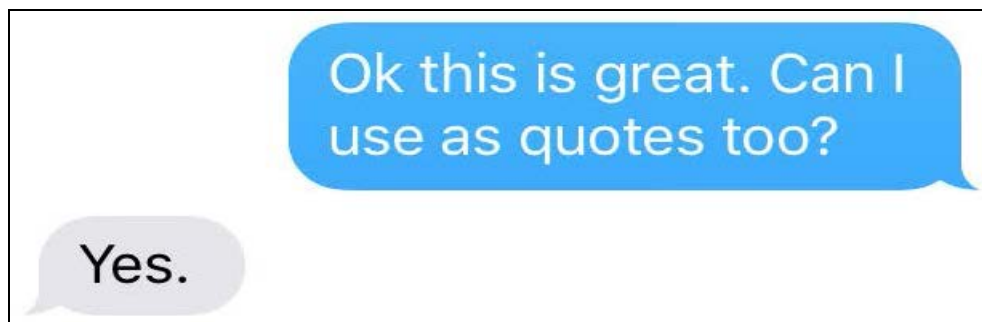 Ok this is great. Can I
use as quotes too?
Yes.